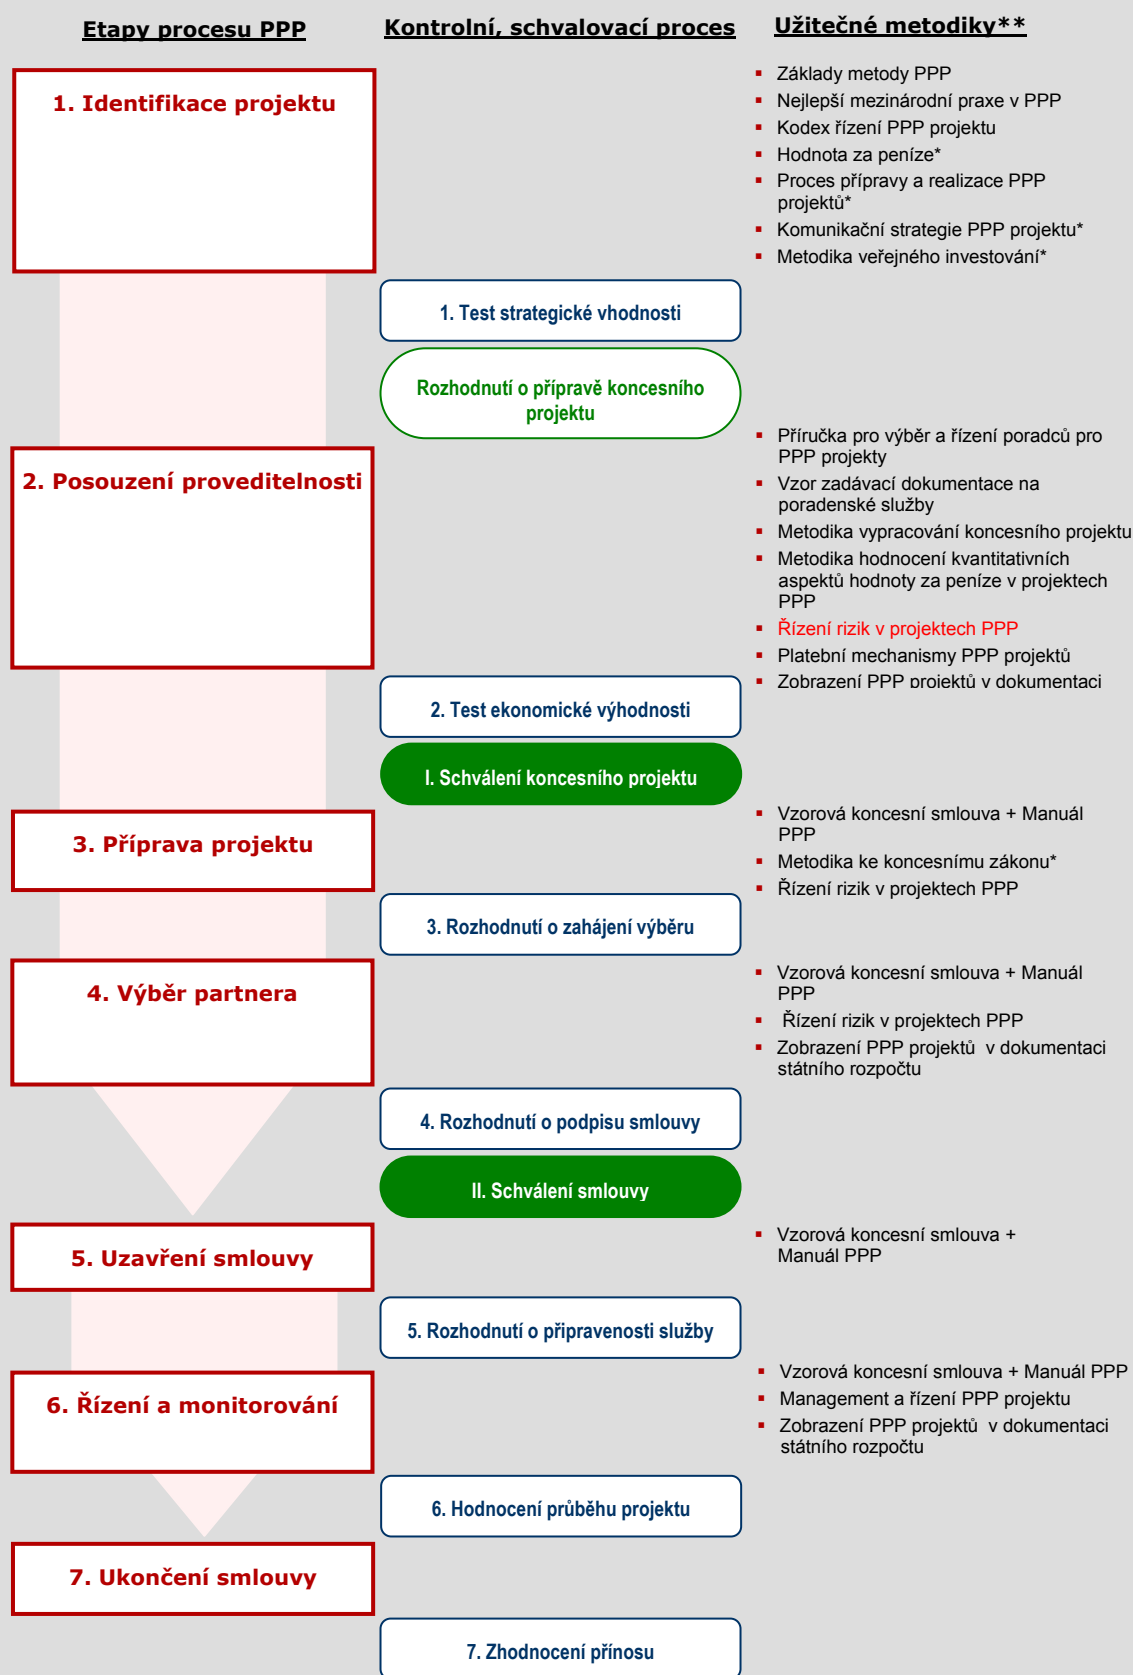 Etapy procesu PPP
Kontrolní, schvalovací proces
Užitečné metodiky**
1. Identifikace projektu
▪ Základy metody PPP
▪ Nejlepší mezinárodní praxe v PPP
▪ Kodex řízení PPP projektu
▪ Hodnota za peníze*
▪ Proces přípravy a realizace PPP
projektů*
▪ Komunikační strategie PPP projektu*
▪ Metodika veřejného investování*
1. Test strategické vhodnosti
Rozhodnutí o přípravě koncesního
projektu
2. Posouzení proveditelnosti
▪ Příručka pro výběr a řízení poradců pro
PPP projekty
▪ Vzor zadávací dokumentace na
poradenské služby
▪ Metodika vypracování koncesního projektu
▪ Metodika hodnocení kvantitativních
aspektů hodnoty za peníze v projektech
PPP
▪ Řízení rizik v projektech PPP
▪ Platební mechanismy PPP projektů
▪ Zobrazení PPP projektů v dokumentaci
2. Test ekonomické výhodnosti
I. Schválení koncesního projektu
3. Příprava projektu
▪ Vzorová koncesní smlouva + Manuál
PPP
▪ Metodika ke koncesnímu zákonu*
▪ Řízení rizik v projektech PPP
3. Rozhodnutí o zahájení výběru
4. Výběr partnera
▪ Vzorová koncesní smlouva + Manuál
PPP
▪ Řízení rizik v projektech PPP
▪ Zobrazení PPP projektů v dokumentaci
státního rozpočtu
4. Rozhodnutí o podpisu smlouvy
II. Schválení smlouvy
5. Uzavření smlouvy
▪ Vzorová koncesní smlouva +
Manuál PPP
5. Rozhodnutí o připravenosti služby
6. Řízení a monitorování
▪ Vzorová koncesní smlouva + Manuál PPP
▪ Management a řízení PPP projektu
▪ Zobrazení PPP projektů v dokumentaci
státního rozpočtu
6. Hodnocení průběhu projektu
7. Ukončení smlouvy
7. Zhodnocení přínosu